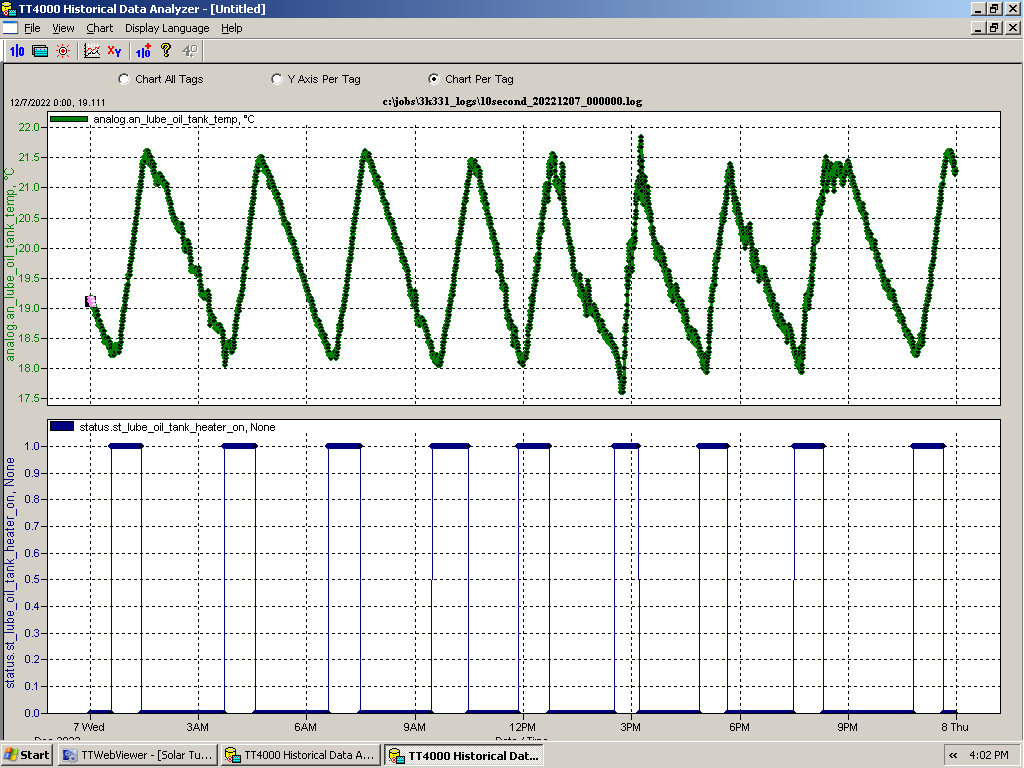 TT4000 Historical Data Analyzer - [Untitled]
File View Chart Display Language Help
Chart All Tags Y Axis Per Tag Chart Per Tag
12/7/2022 0:00, 19.111
c:\jobs\3k331_logs\10second_20221207_000000.log
analog.an_lube_oil_tank_temp, °C
analog.an_lube_oil_tank_temp, °C
22.0
21.5
21.0
20.5
20.0
19.5
19.0
18.5
18.0
17.5
status.st_lube_oil_tank_heater_on, None
status.st_lube_oil_tank_heater_on, None
1.0
0.9
0.8
0.7
0.6
0.5
0.4
0.3
0.2
0.1
0.0
7 Wed 3AM 6AM 9AM 12PM 3PM 6PM 9PM 8 Thu
Dec 2022 Date / Time
Start TTWebViewer - [Solar Tu... TT4000 Historical Data A... TT4000 Historical Dat... « 4:02 PM